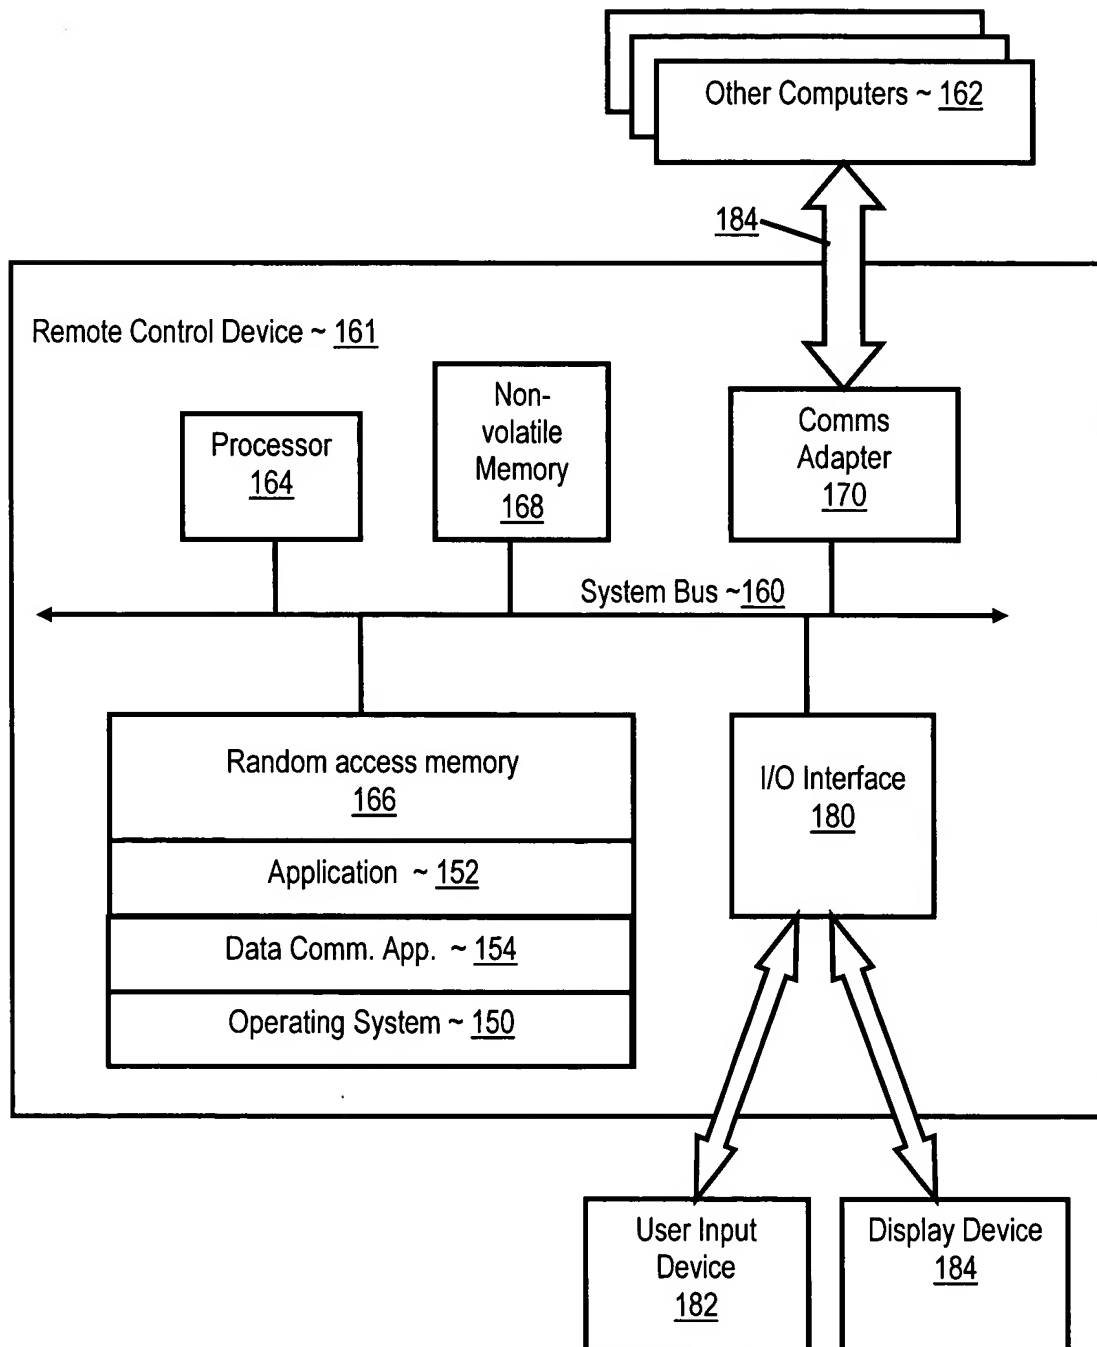 Other Computers ~ 162
184
Remote Control Device ~ 161
Non-
volatile
Memory
168
Processor
164
Comms
Adapter
170
System Bus ~160
Random access memory
166
I/O Interface
180
Application ~ 152
Data Comm. App. ~ 154
Operating System ~ 150
User Input
Device
182
Display Device
184